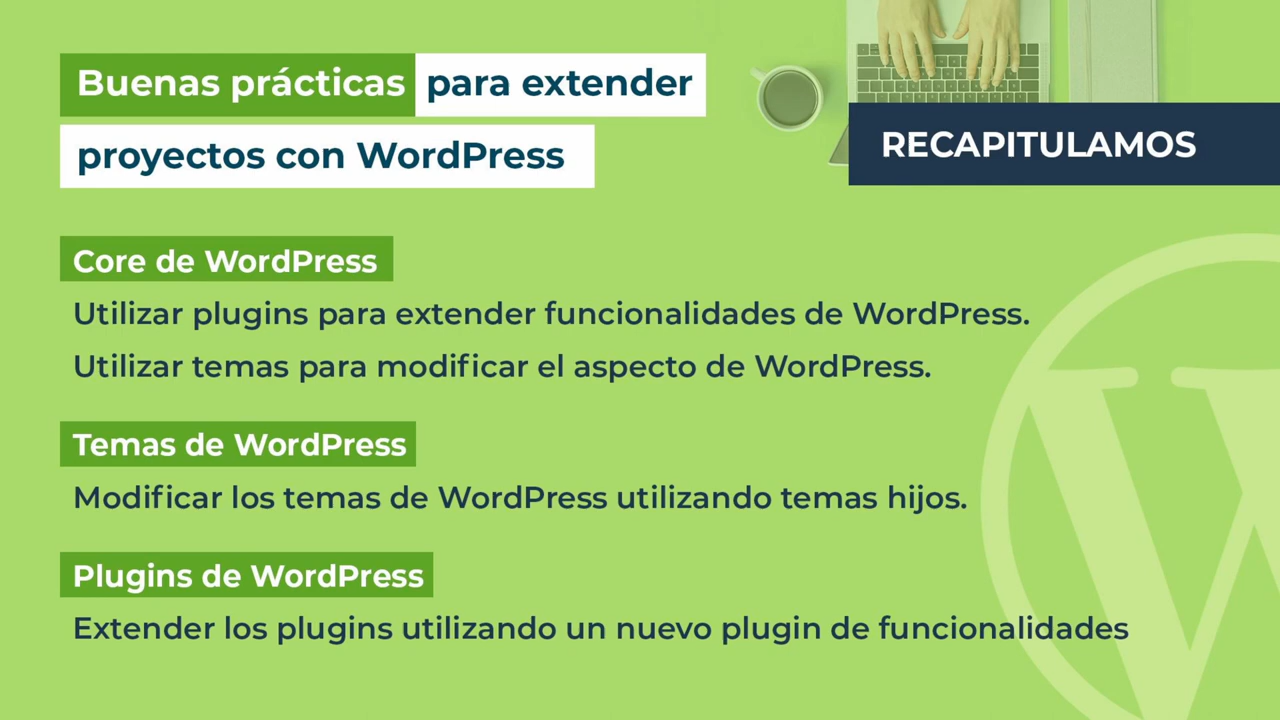 Buenas prácticas para extender
proyectos con WordPress
RECAPITULAMOS
Core de WordPress
Utilizar plugins para extender funcionalidades de WordPress.
Utilizar temas para modificar el aspecto de WordPress.
Temas de WordPress
Modificar los temas de WordPress utilizando temas hijos.
Plugins de WordPress
Extender los plugins utilizando un nuevo plugin de funcionalidades